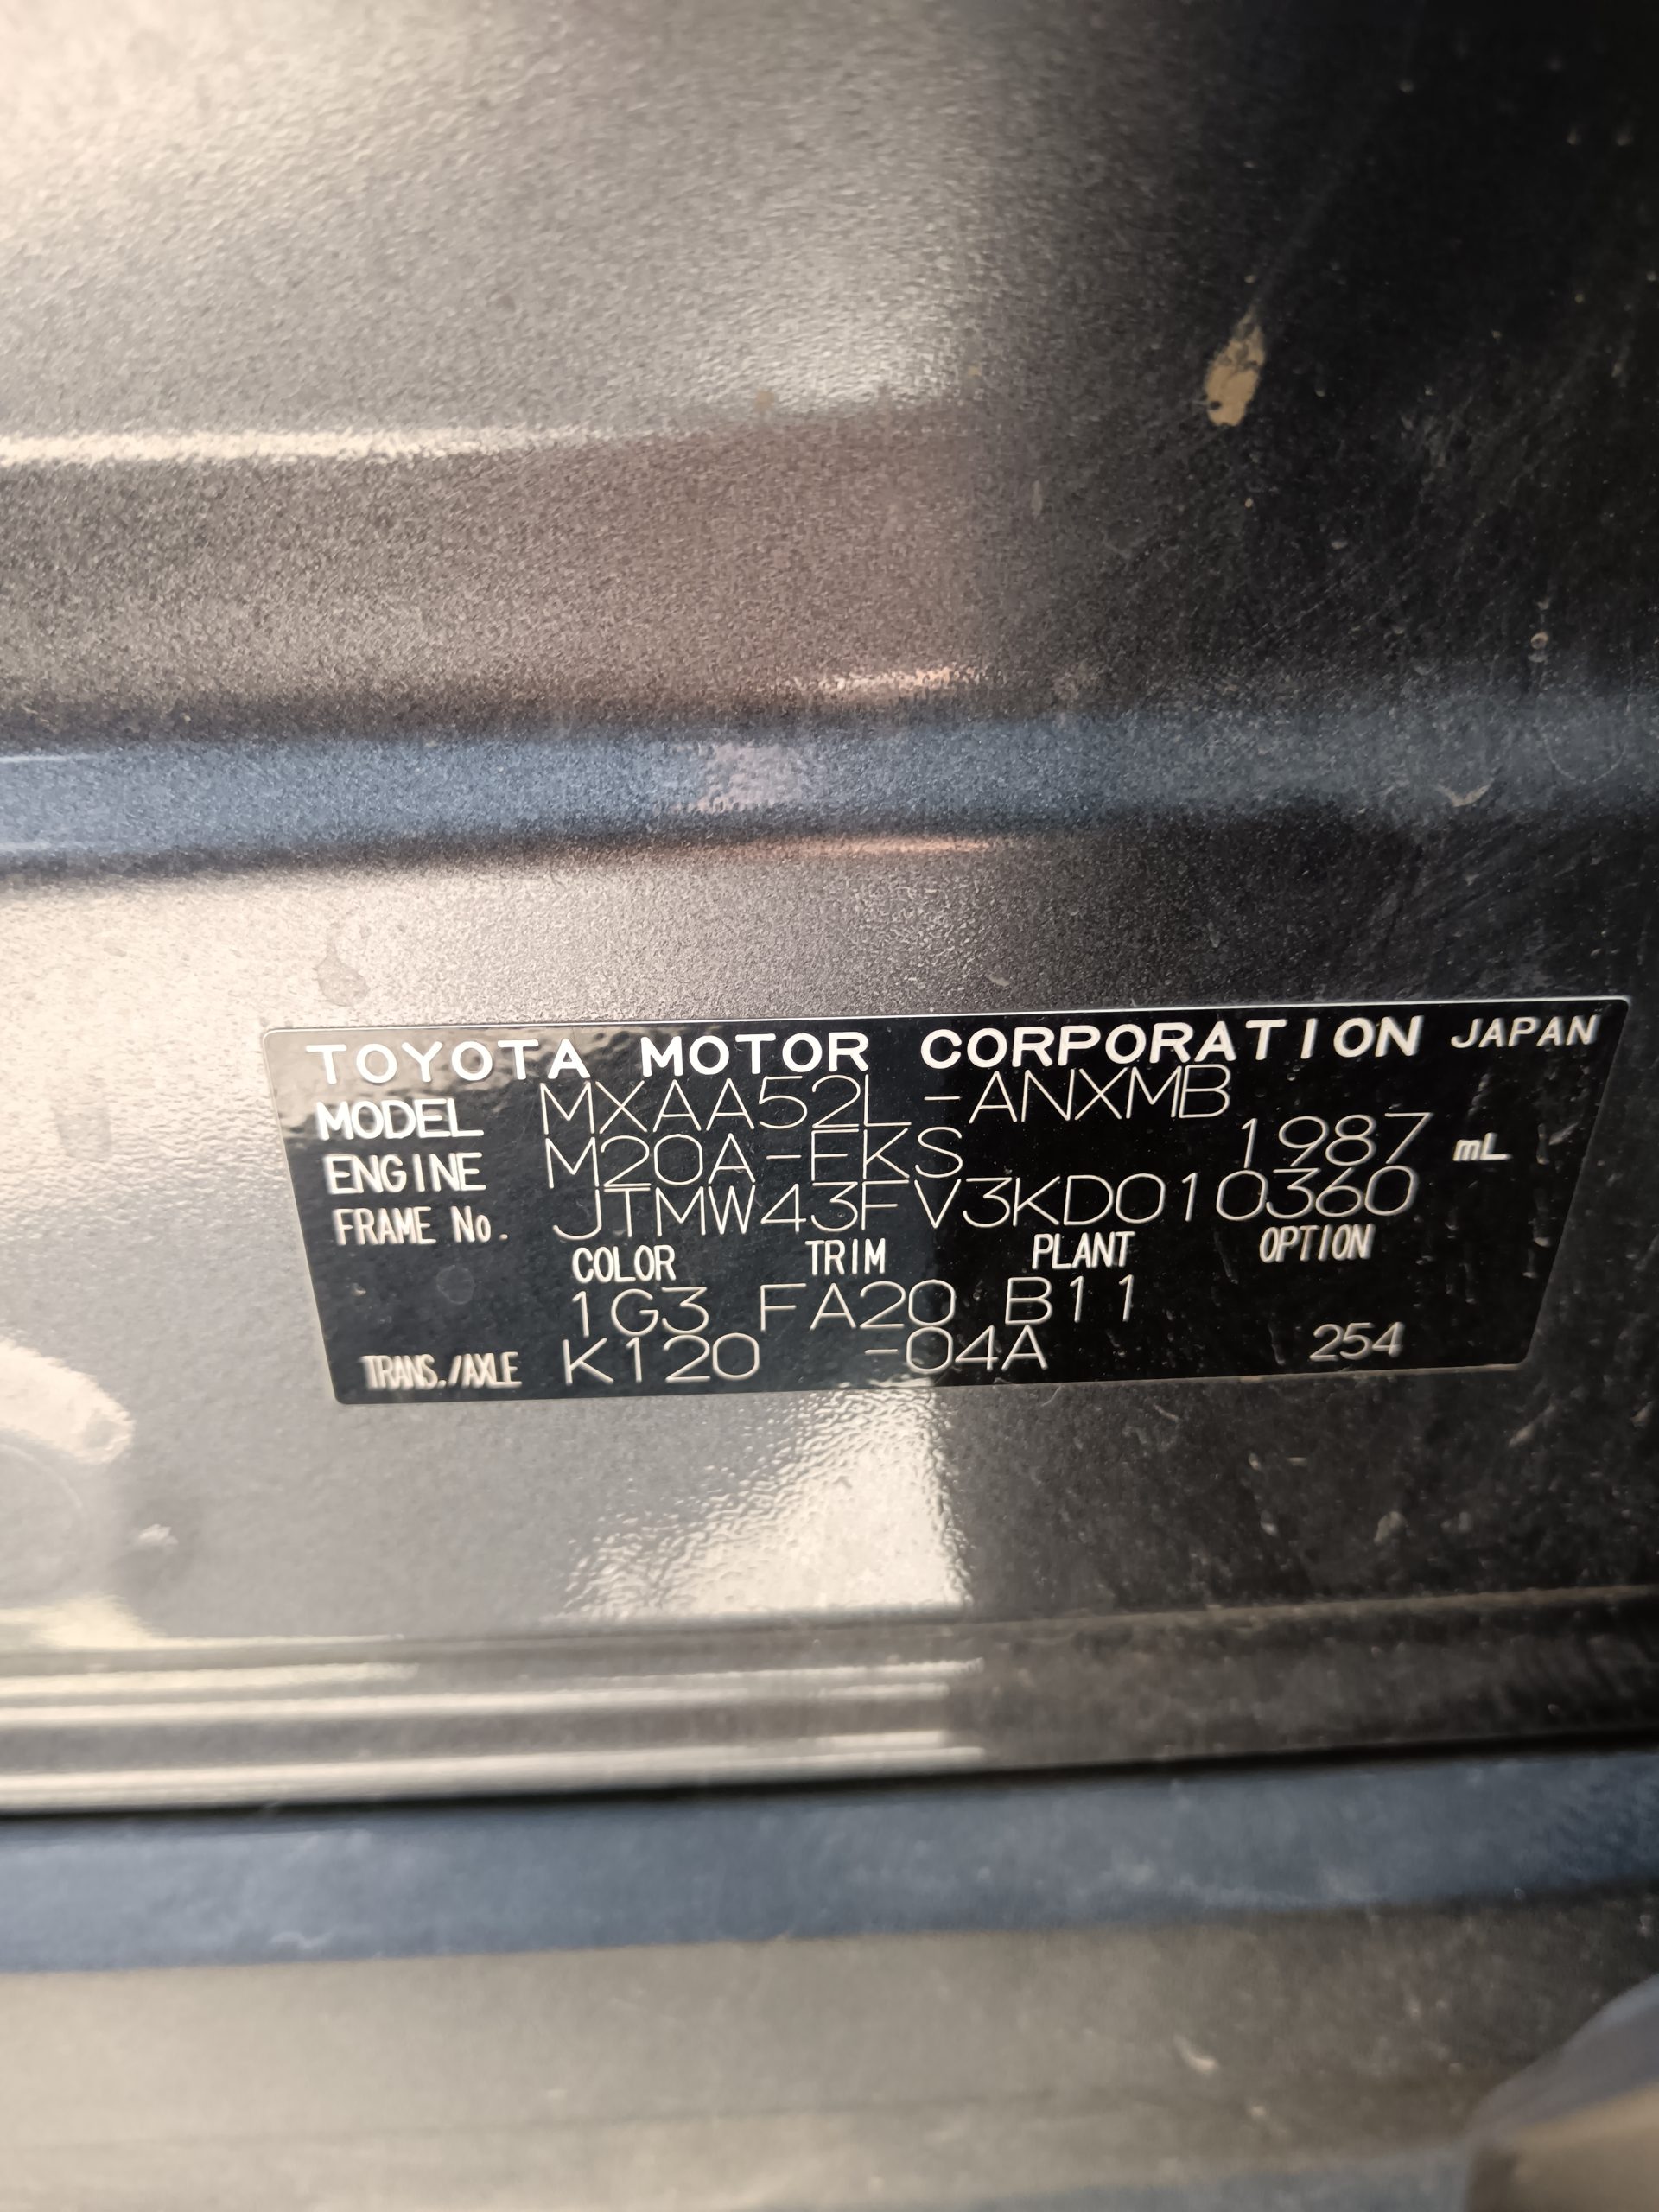 TOYOTA MOTOR CORPORATION JAPAN
MODEL MXAA52L-ANXMB
ENGINE M20A-FKS 1987 mL
FRAME No. JTMW43FV3KD010360
COLOR TRIM PLANT OPTION
1G3 FA20 B11
TRANS./AXLE K120 -04A 254